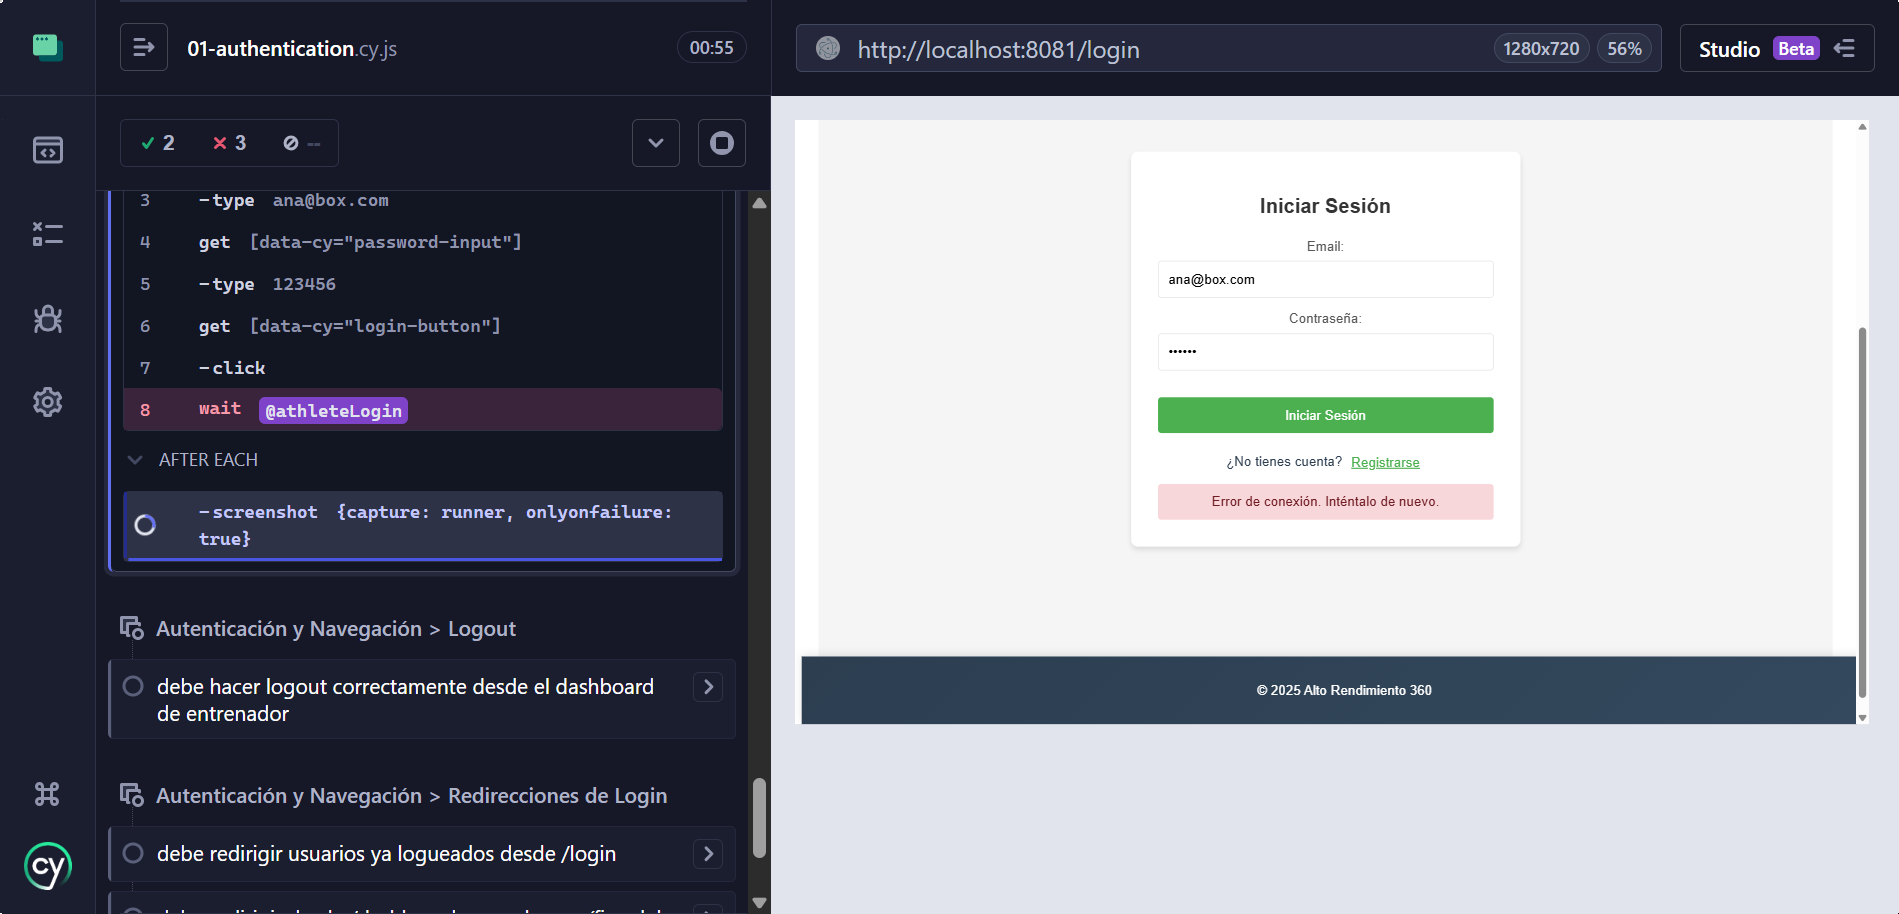 01-authentication.cy.js
00:55
2
3
--
3 -type ana@box.com
4 get [data-cy="password-input"]
5 -type 123456
6 get [data-cy="login-button"]
7 -click
8 wait @athleteLogin
AFTER EACH
-screenshot {capture: runner, onlyonfailure:
true}
Autenticación y Navegación > Logout
debe hacer logout correctamente desde el dashboard
de entrenador
Autenticación y Navegación > Redirecciones de Login
debe redirigir usuarios ya logueados desde /login
cy
http://localhost:8081/login
1280x720
56%
Studio Beta
Iniciar Sesión
Email:
ana@box.com
Contraseña:
••••••
Iniciar Sesión
¿No tienes cuenta? Registrarse
Error de conexión. Inténtalo de nuevo.
© 2025 Alto Rendimiento 360